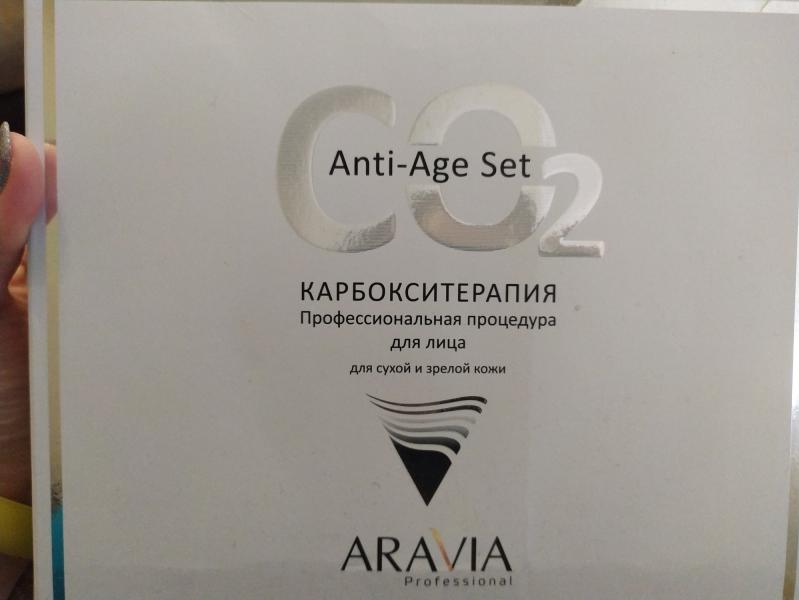 CO2
Anti-Age Set
КАРБОКСИТЕРАПИЯ
Профессиональная процедура
для лица
для сухой и зрелой кожи
ARAVIA
Professional